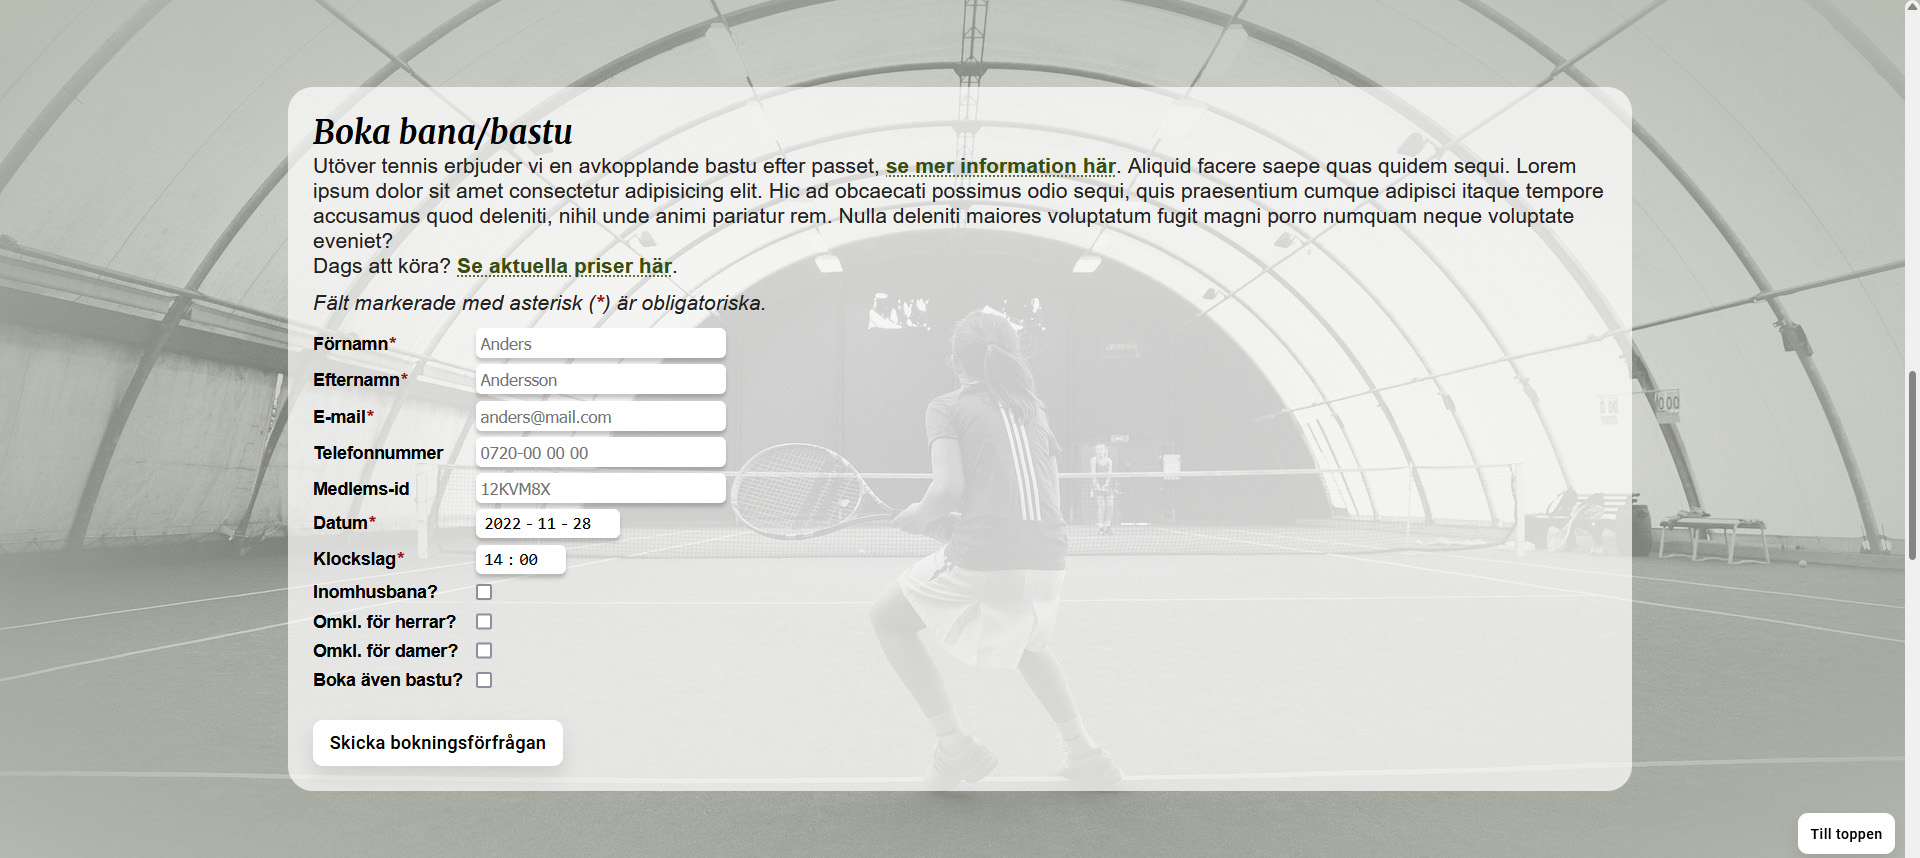 Boka bana/bastu
Utöver tennis erbjuder vi en avkopplande bastu efter passet, se mer information här. Aliquid facere saepe quas quidem sequi. Lorem
ipsum dolor sit amet consectetur adipisicing elit. Hic ad obcaecati possimus odio sequi, quis praesentium cumque adipisci itaque tempore
accusamus quod deleniti, nihil unde animi pariatur rem. Nulla deleniti maiores voluptatum fugit magni porro numquam neque voluptate
eveniet?
Dags att köra? Se aktuella priser här.
Fält markerade med asterisk (*) är obligatoriska.
Förnamn* Anders
Efternamn* Andersson
E-mail* anders@mail.com
Telefonnummer 0720-00 00 00
Medlems-id 12KVM8X
Datum* 2022 - 11 - 28
Klockslag* 14 : 00
Inomhusbana?
Omkl. för herrar?
Omkl. för damer?
Boka även bastu?
Skicka bokningsförfrågan
Till toppen